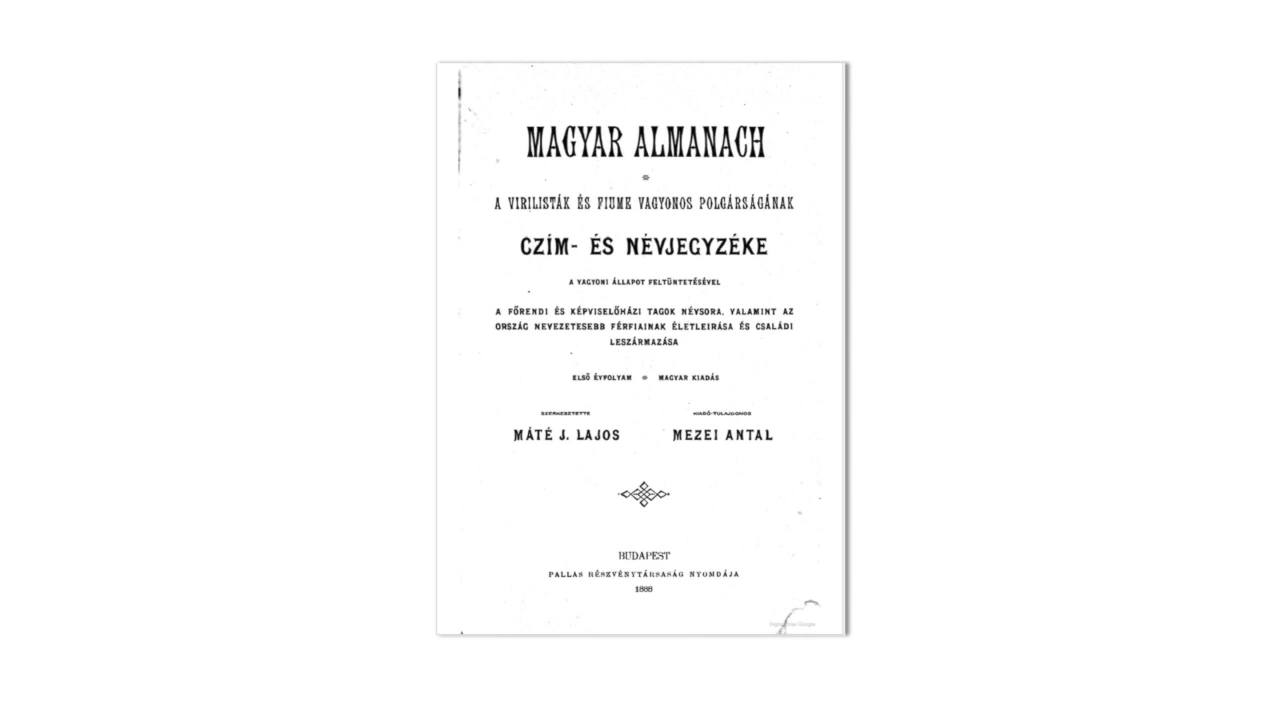 MAGYAR ALMANACH
A VIRILISTÁK ÉS FIUME VAGYONOS POLGÁRSÁGÁNAK
CZÍM- ÉS NÉVJEGYZÉKE
A VAGYONI ÁLLAPOT FELTÜNTETÉSÉVEL
A FŐRENDI ÉS KÉPVISELŐHÁZI TAGOK NÉVSORA, VALAMINT AZ
ORSZÁG NEVEZETESEBB FÉRFIAINAK ÉLETLEIRÁSA ÉS CSALÁDI
LESZÁRMAZÁSA
ELSŐ ÉVFOLYAM * MAGYAR KIADÁS
SZERKESZTETTE KIADÓ-TULAJDONOS
MÁTÉ J. LAJOS MEZEI ANTAL
BUDAPEST
PALLAS RÉSZVÉNYTÁRSASÁG NYOMDÁJA
1888